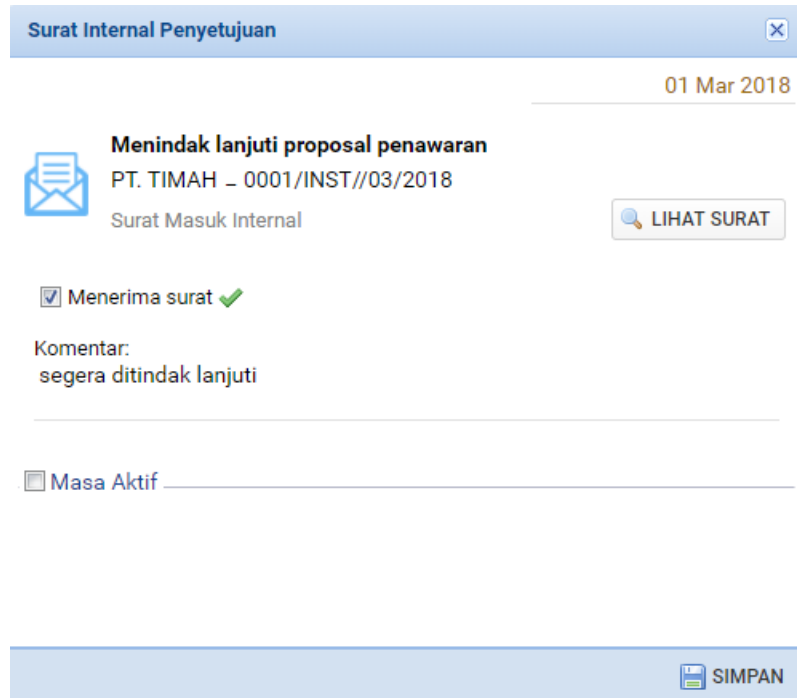 Surat Internal Penyetujuan
01 Mar 2018
Menindak lanjuti proposal penawaran
PT. TIMAH – 0001/INST//03/2018
Surat Masuk Internal
LIHAT SURAT
Menerima surat
Komentar:
segera ditindak lanjuti
Masa Aktif
SIMPAN